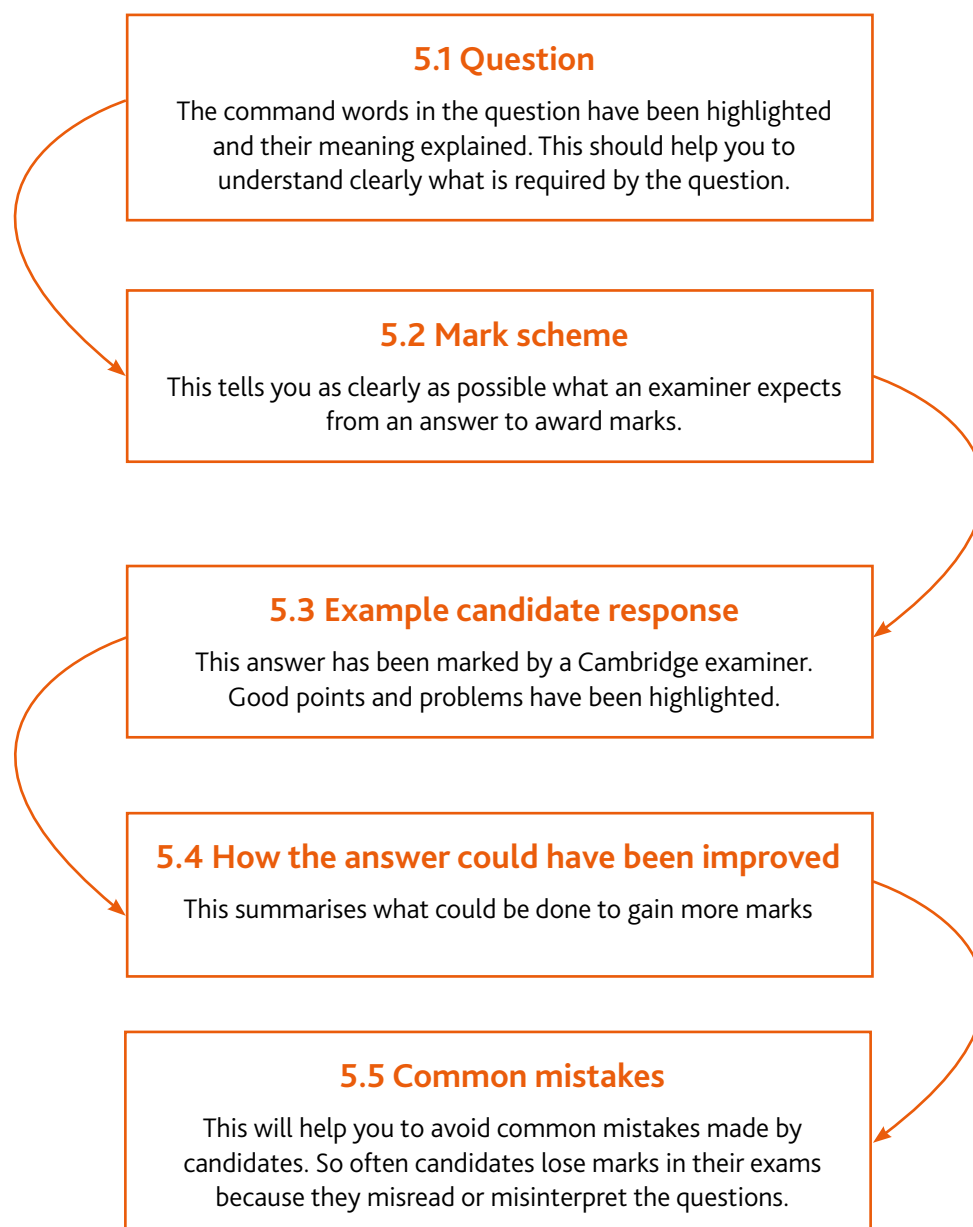 5.1 Question
The command words in the question have been highlighted
and their meaning explained. This should help you to
understand clearly what is required by the question.
5.2 Mark scheme
This tells you as clearly as possible what an examiner expects
from an answer to award marks.
5.3 Example candidate response
This answer has been marked by a Cambridge examiner.
Good points and problems have been highlighted.
5.4 How the answer could have been improved
This summarises what could be done to gain more marks
5.5 Common mistakes
This will help you to avoid common mistakes made by
candidates. So often candidates lose marks in their exams
because they misread or misinterpret the questions.